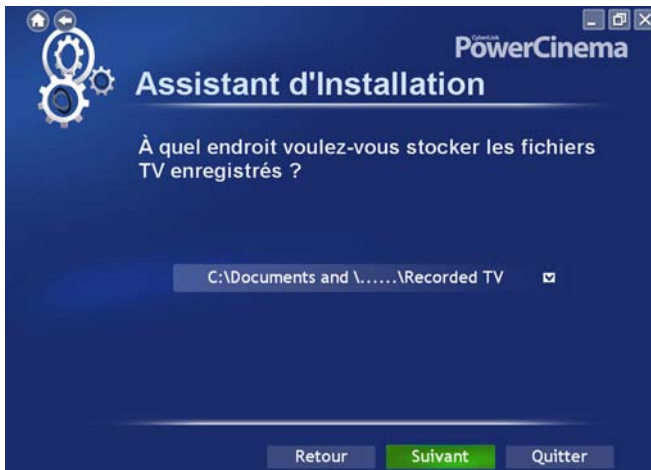 CyberLink
PowerCinema
Assistant d'Installation
À quel endroit voulez-vous stocker les fichiers
TV enregistrés ?
C:\Documents and \......\Recorded TV
Retour Suivant Quitter